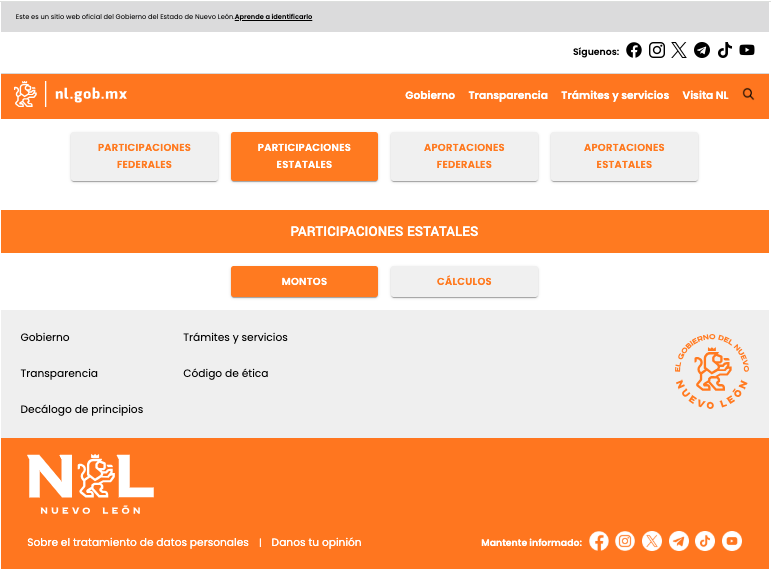 Este es un sitio web oficial del Gobierno del Estado de Nuevo León.Aprende a identificarlo
Síguenos:
nl.gob.mx
Gobierno Transparencia Trámites y servicios Visita NL
PARTICIPACIONES FEDERALES
PARTICIPACIONES ESTATALES
APORTACIONES FEDERALES
APORTACIONES ESTATALES
PARTICIPACIONES ESTATALES
MONTOS
CÁLCULOS
Gobierno
Trámites y servicios
Transparencia
Código de ética
Decálogo de principios
EL GOBIERNO DEL NUEVO
NUEVO LEÓN
NL
NUEVO LEÓN
Sobre el tratamiento de datos personales | Danos tu opinión
Mantente informado: